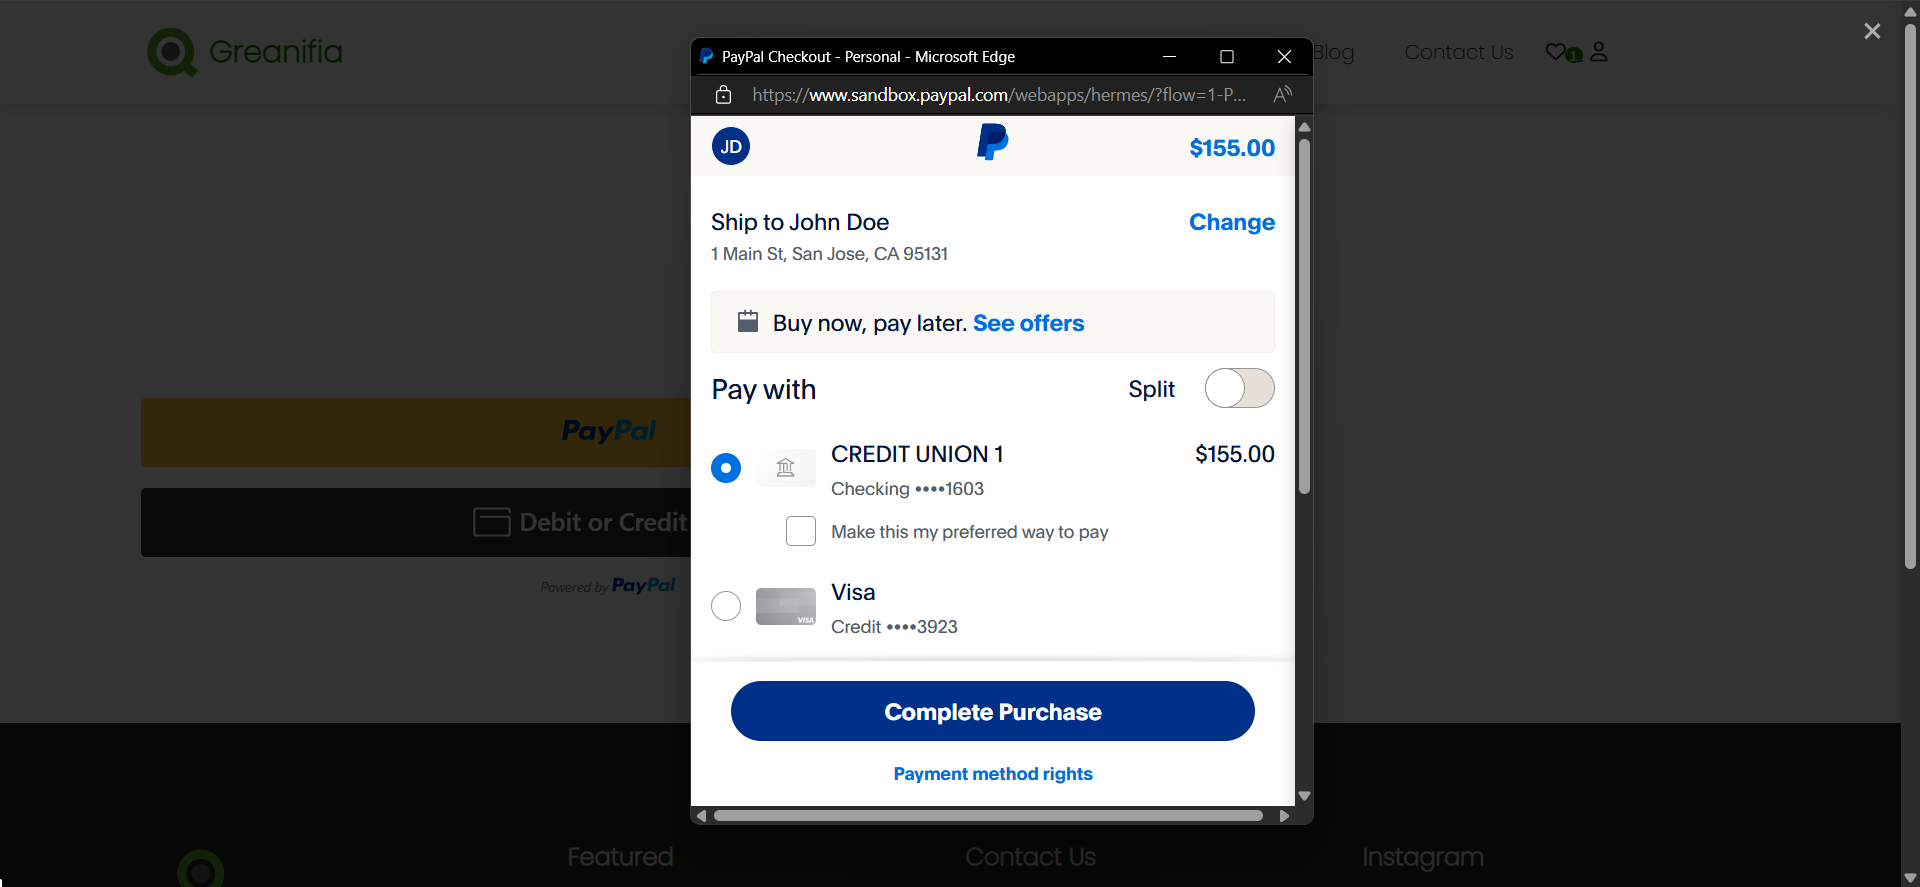 Greanifia
Blog
Contact Us
1
PayPal Checkout - Personal - Microsoft Edge
https://www.sandbox.paypal.com/webapps/hermes/?flow=1-P...
JD
$155.00
Ship to John Doe
Change
1 Main St, San Jose, CA 95131
Buy now, pay later. See offers
Pay with
Split
CREDIT UNION 1
$155.00
Checking ••••1603
Make this my preferred way to pay
Visa
VISA
Credit ••••3923
Complete Purchase
Payment method rights
PayPal
Debit or Credit
Powered by PayPal
Featured
Contact Us
Instagram